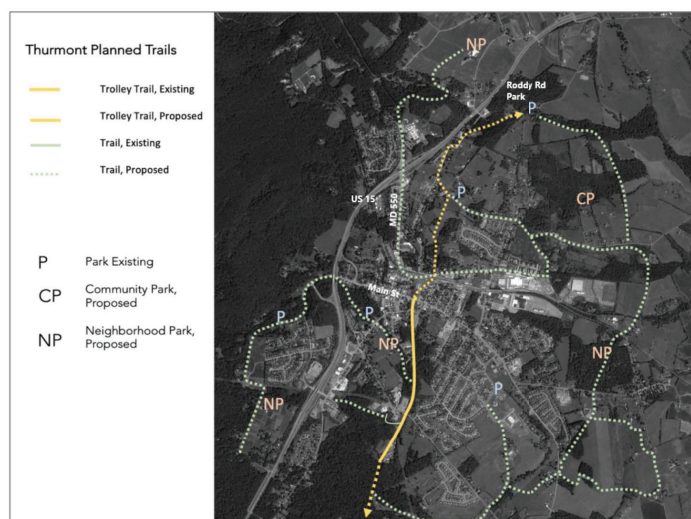 Thurmont Planned Trails
Trolley Trail, Existing
Trolley Trail, Proposed
Trail, Existing
Trail, Proposed
P Park Existing
CP Community Park,
Proposed
NP Neighborhood Park,
Proposed
NP
Roddy Rd
Park
P
US 15
MD 550
P
CP
Main St
P
P
NP
NP
P
NP